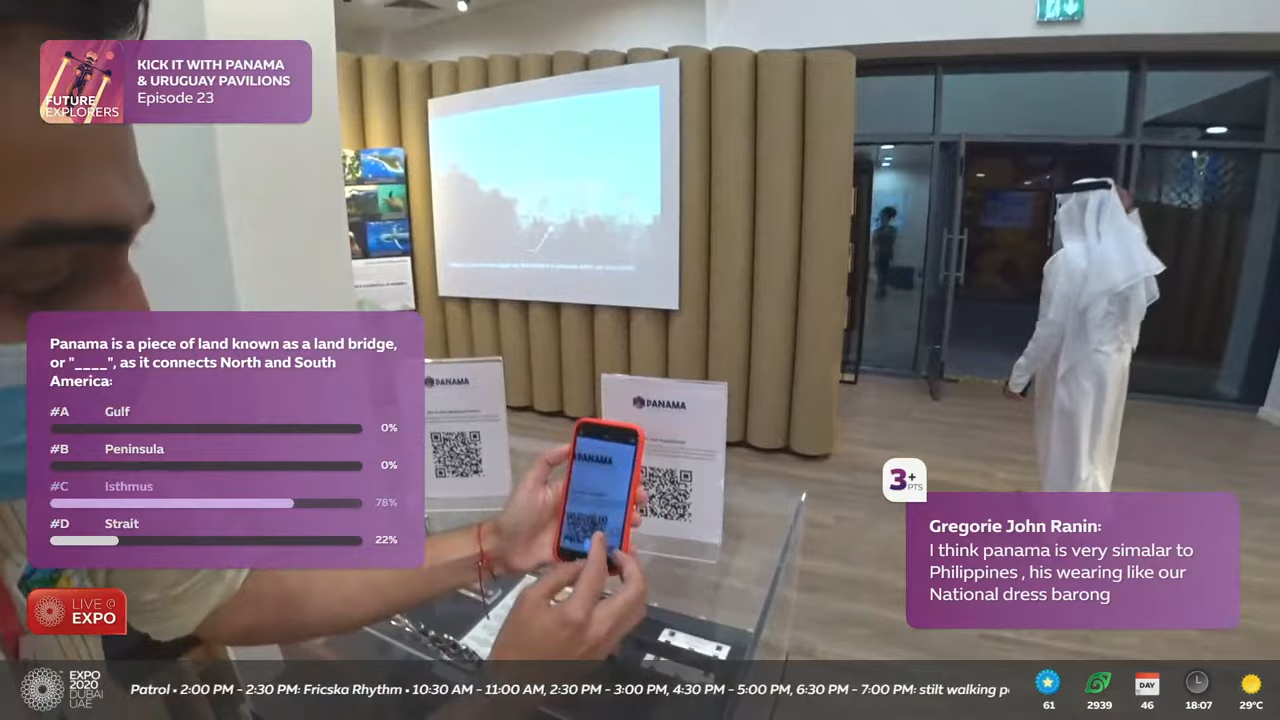 KICK IT WITH PANAMA
& URUGUAY PAVILIONS
Episode 23
FUTURE
EXPLORERS
Panama is a piece of land known as a land bridge,
or "____", as it connects North and South
America:
#A Gulf
0%
#B Peninsula
0%
#C Isthmus
78%
#D Strait
22%
PANAMA
PANAMA
PANAMA
3+
PTS
Gregorie John Ranin:
I think panama is very simalar to
Philippines , his wearing like our
National dress barong
LIVE @
EXPO
EXPO
2020
DUBAI
UAE
Patrol • 2:00 PM - 2:30 PM: Fricska Rhythm • 10:30 AM - 11:00 AM, 2:30 PM - 3:00 PM, 4:30 PM - 5:00 PM, 6:30 PM - 7:00 PM: stilt walking
61
2939
DAY
46
18:07
29°C